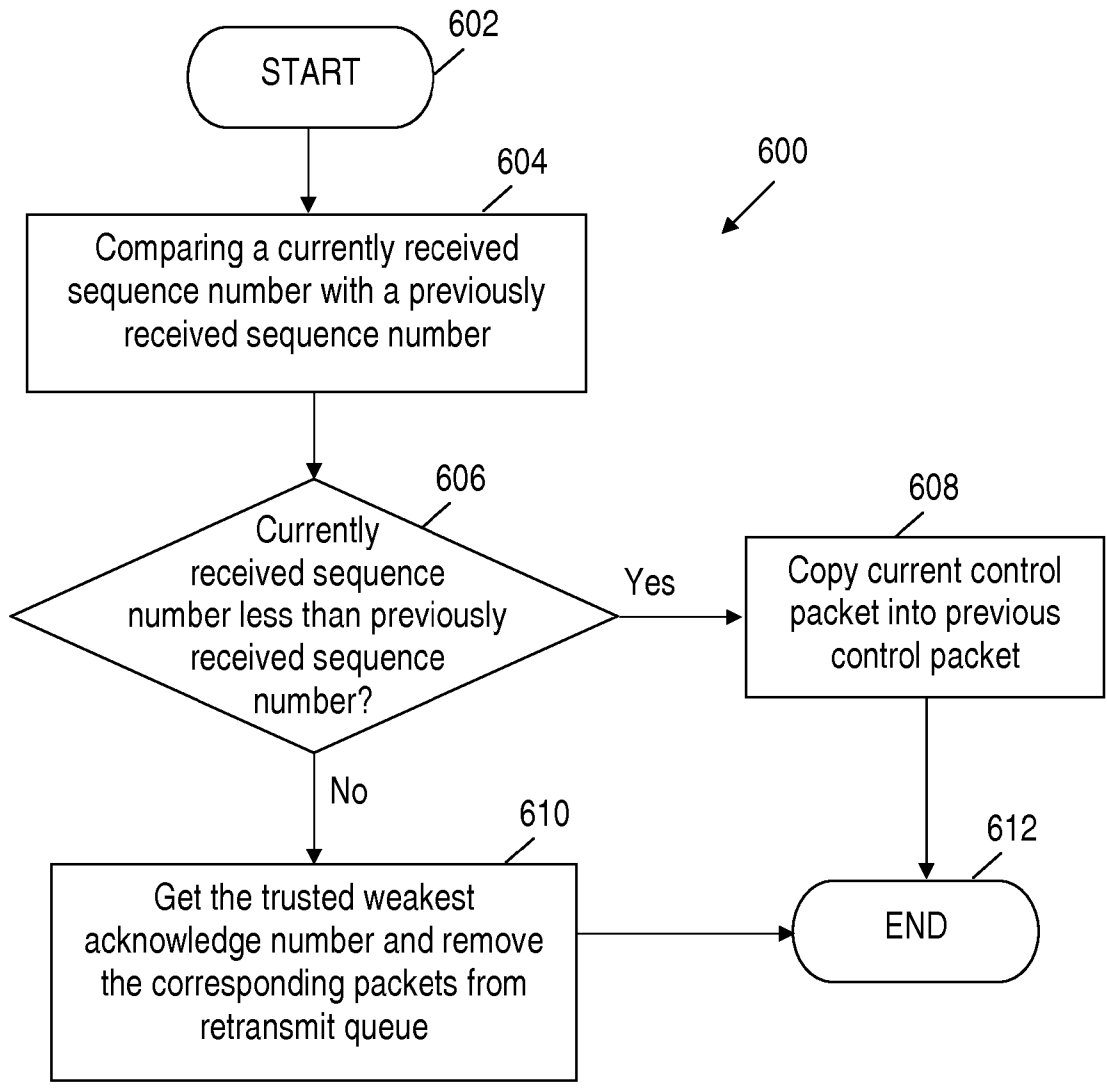 602
START
600
604
Comparing a currently received
sequence number with a previously
received sequence number
606
Currently
received sequence
number less than previously
received sequence
number?
Yes
608
Copy current control
packet into previous
control packet
No
610
Get the trusted weakest
acknowledge number and remove
the corresponding packets from
retransmit queue
612
END